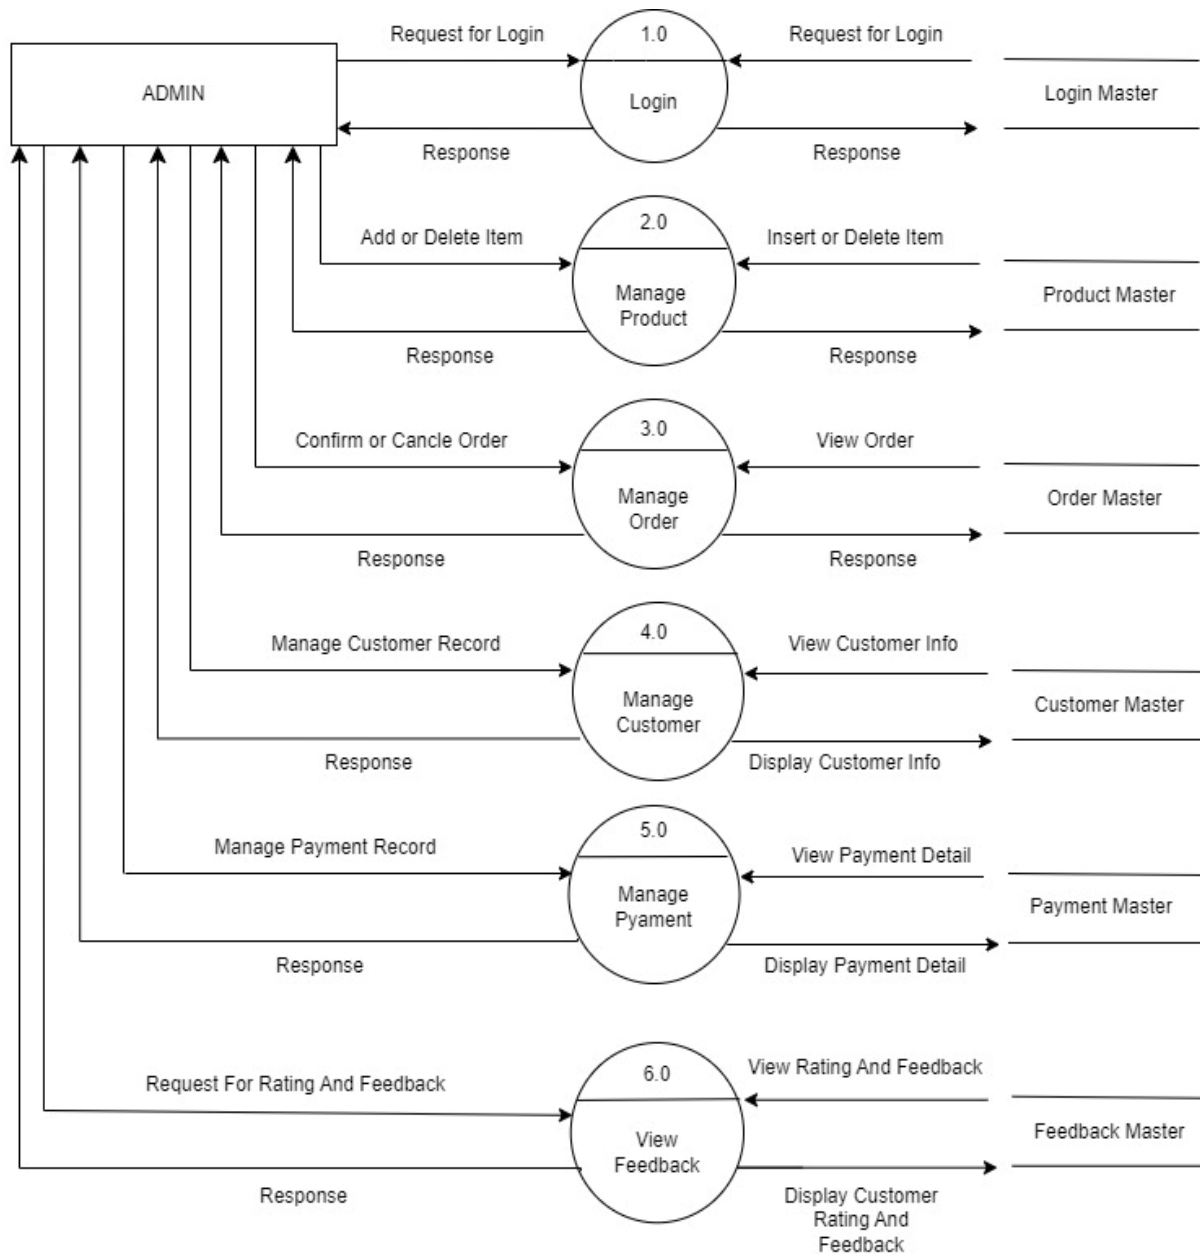 Request for Login
1.0
Request for Login
ADMIN
Login
Login Master
Response
Response
2.0
Add or Delete Item
Insert or Delete Item
Manage
Product
Product Master
Response
Response
3.0
Confirm or Cancle Order
View Order
Manage
Order
Order Master
Response
Response
4.0
Manage Customer Record
View Customer Info
Manage
Customer
Customer Master
Response
Display Customer Info
5.0
Manage Payment Record
View Payment Detail
Manage
Pyament
Payment Master
Response
Display Payment Detail
6.0
Request For Rating And Feedback
View Rating And Feedback
View
Feedback
Feedback Master
Response
Display Customer
Rating And
Feedback